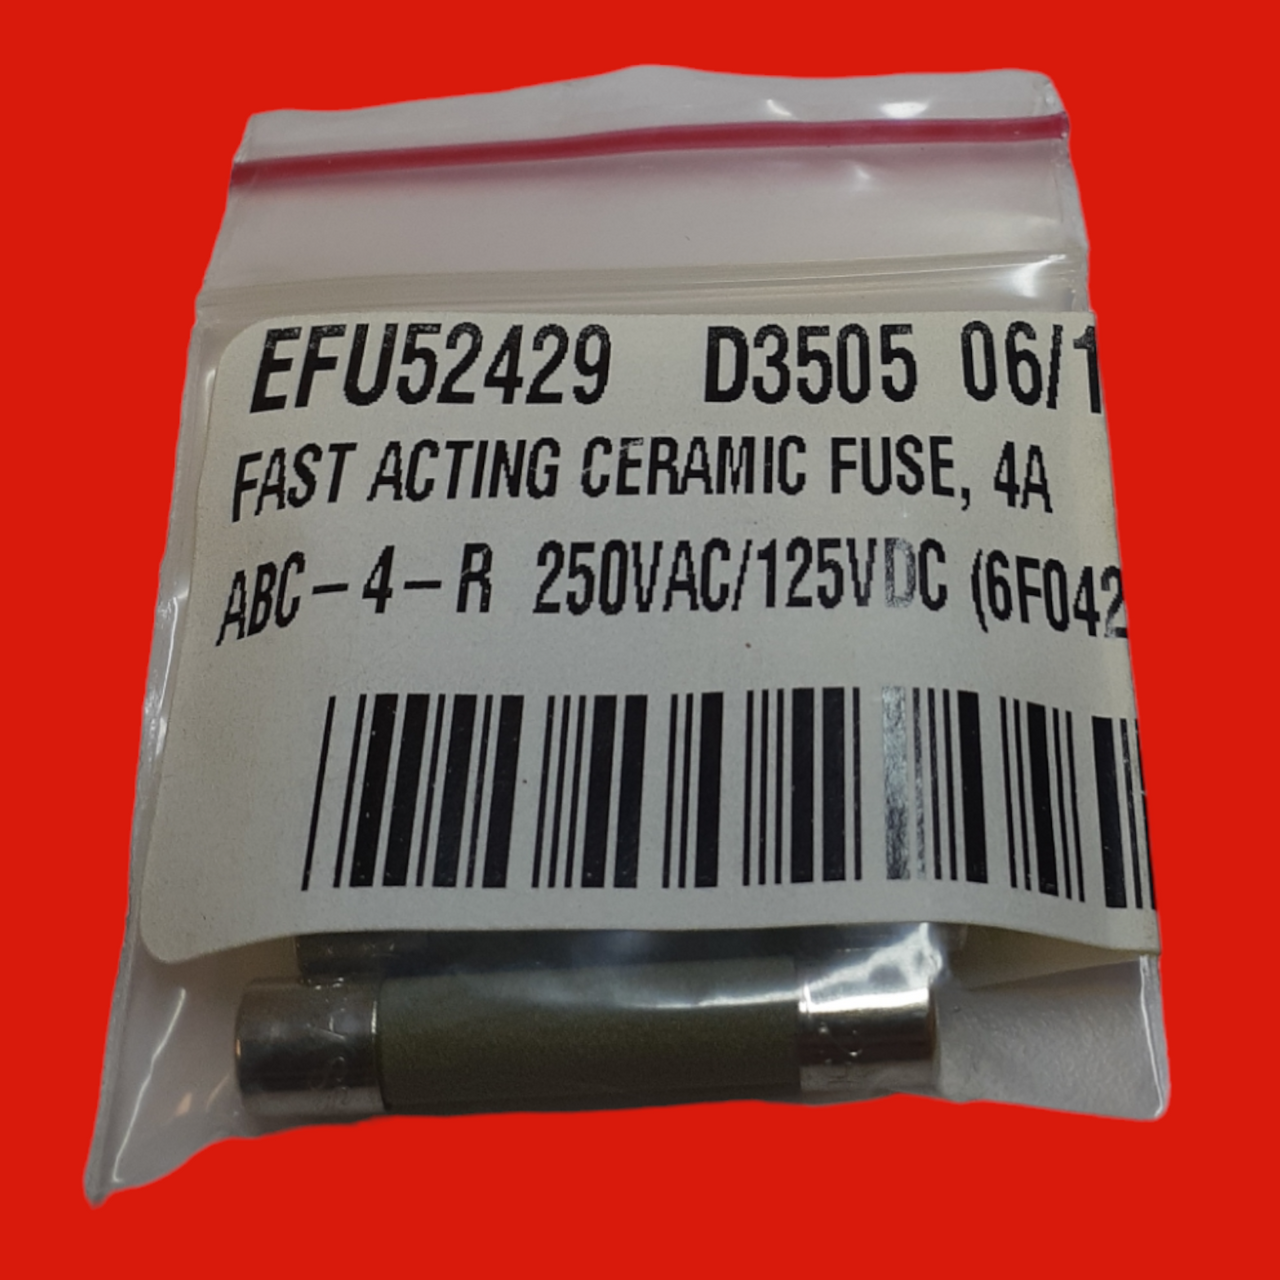 EFU52429 D3505 06/1
FAST ACTING CERAMIC FUSE, 4A
ABC-4-R 250VAC/125VDC (6F042